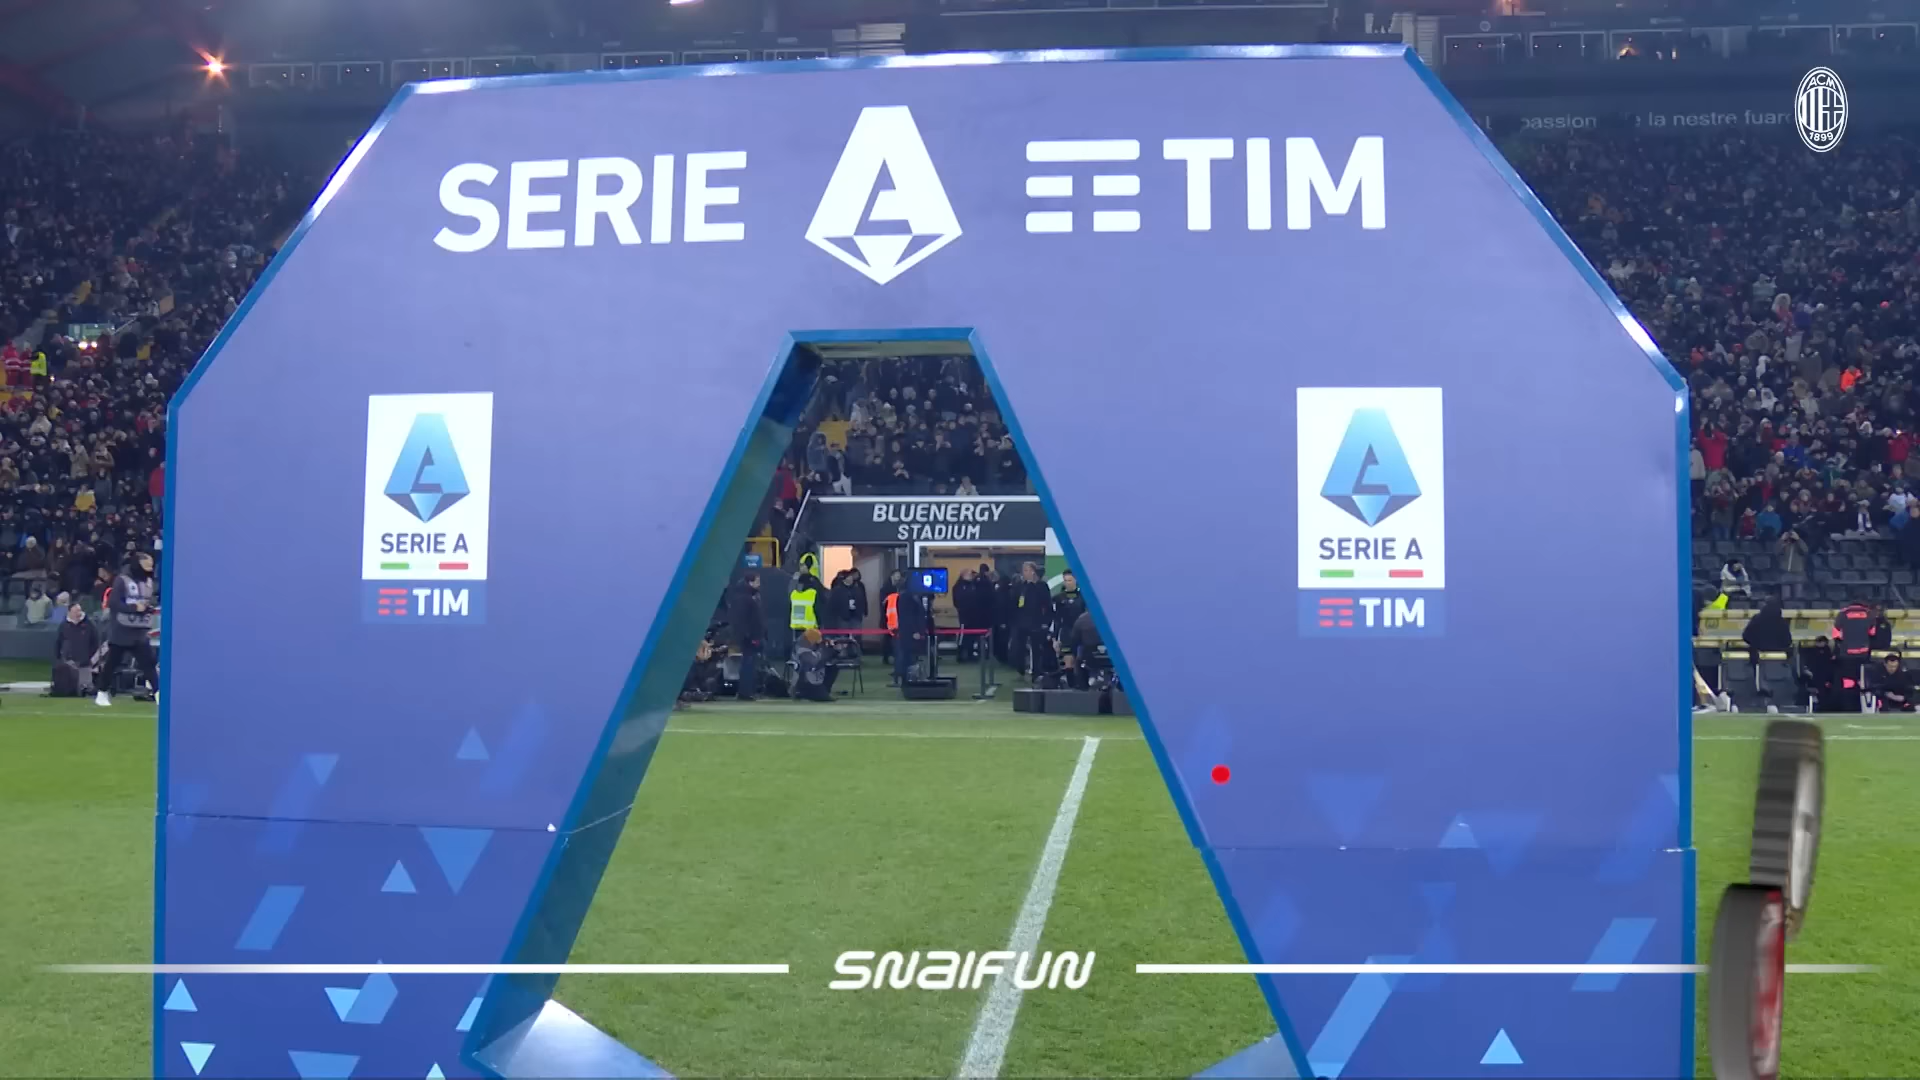 SERIE A TIM
passion
la nestre fuar
ACM
1899
SERIE A
TIM
SERIE A
TIM
BLUENERGY
STADIUM
SNAIFUN